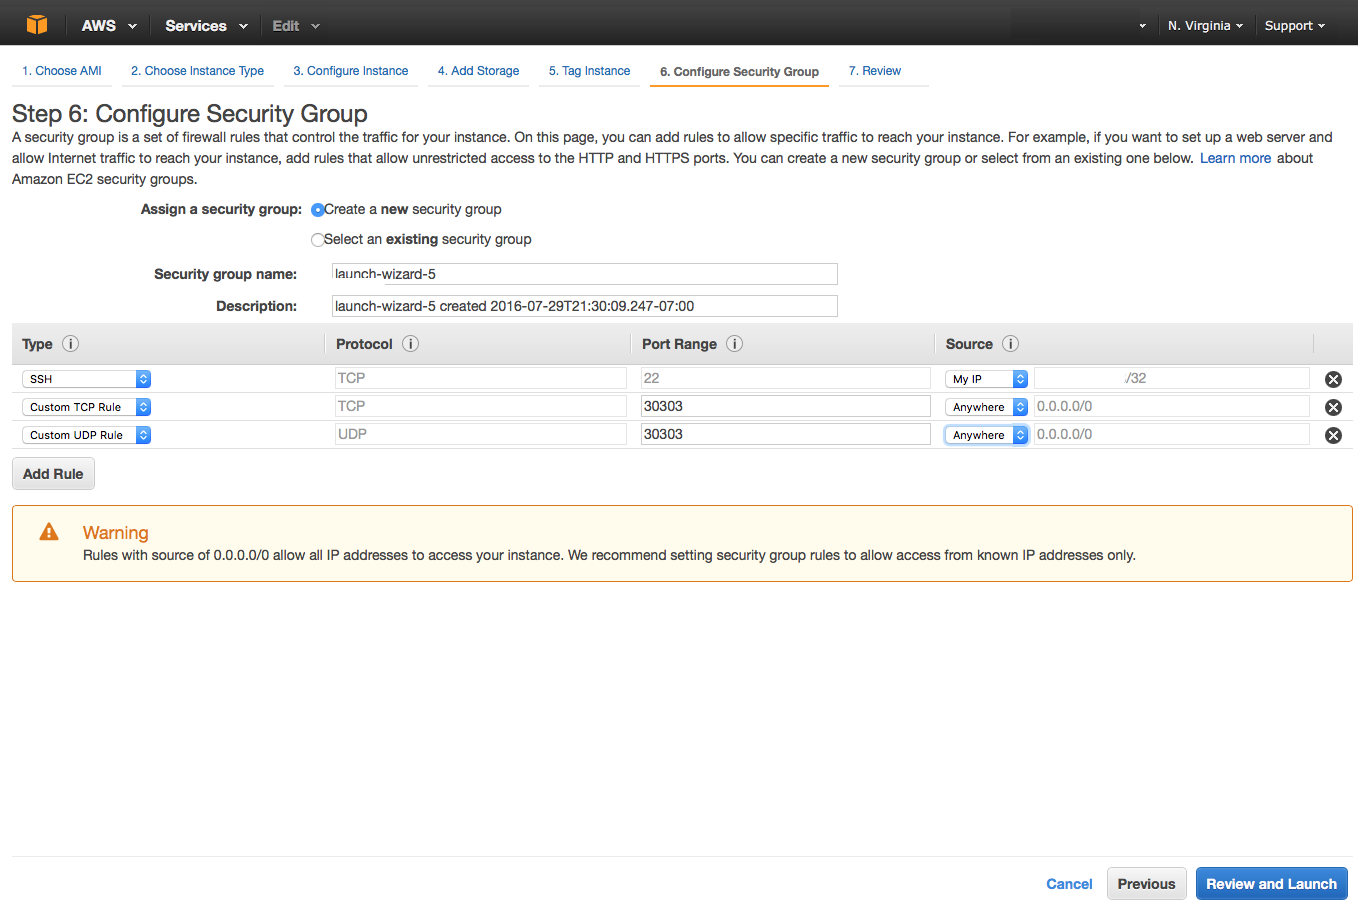 AWS Services Edit N. Virginia Support
1. Choose AMI 2. Choose Instance Type 3. Configure Instance 4. Add Storage 5. Tag Instance 6. Configure Security Group 7. Review
Step 6: Configure Security Group
A security group is a set of firewall rules that control the traffic for your instance. On this page, you can add rules to allow specific traffic to reach your instance. For example, if you want to set up a web server and
allow Internet traffic to reach your instance, add rules that allow unrestricted access to the HTTP and HTTPS ports. You can create a new security group or select from an existing one below. Learn more about
Amazon EC2 security groups.
Assign a security group: Create a new security group
Select an existing security group
Security group name: launch-wizard-5
Description: launch-wizard-5 created 2016-07-29T21:30:09.247-07:00
Type i Protocol i Port Range i Source i
SSH TCP 22 My IP /32
Custom TCP Rule TCP 30303 Anywhere 0.0.0.0/0
Custom UDP Rule UDP 30303 Anywhere 0.0.0.0/0
Add Rule
Warning
Rules with source of 0.0.0.0/0 allow all IP addresses to access your instance. We recommend setting security group rules to allow access from known IP addresses only.
Cancel Previous Review and Launch